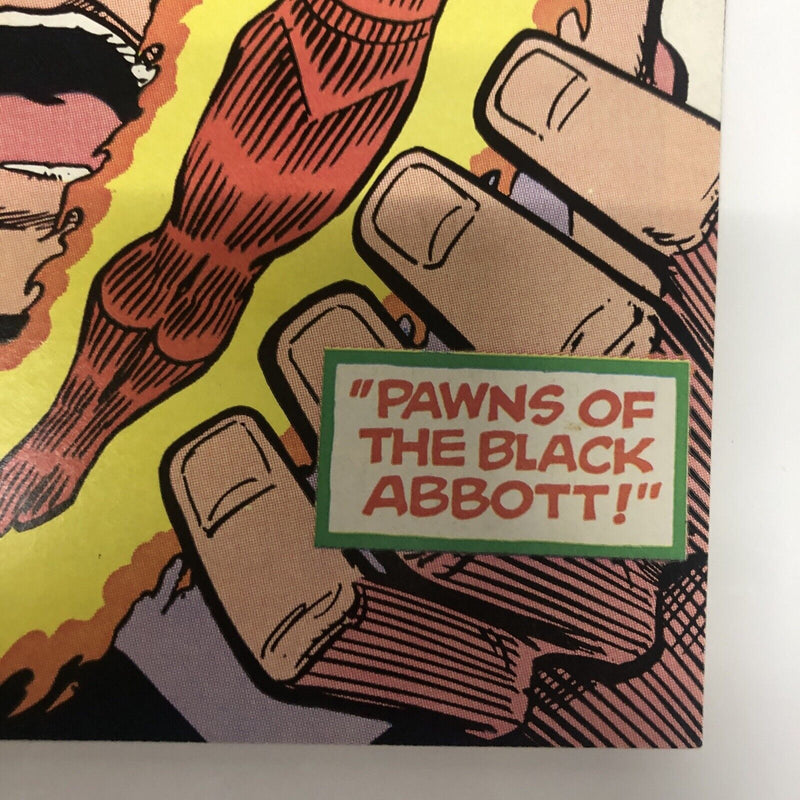 "PAWNS OF
THE BLACK
ABBOTT!"